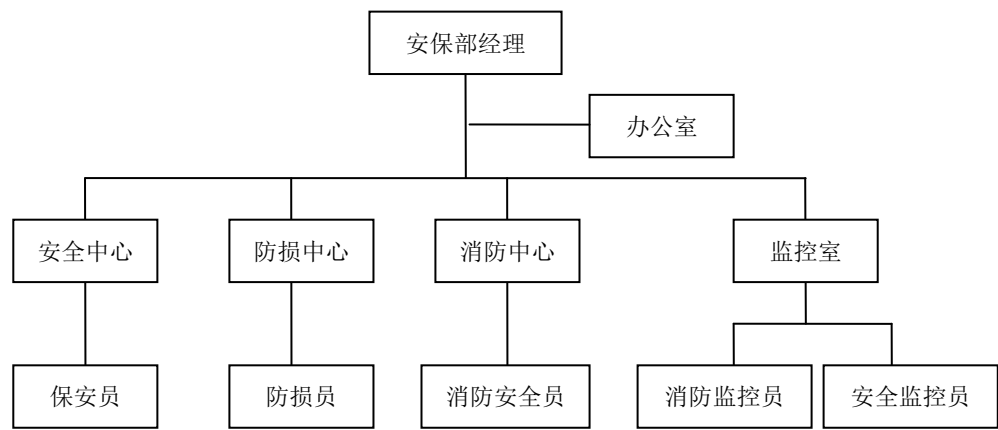 安保部经理
办公室
安全中心
防损中心
消防中心
监控室
保安员
防损员
消防安全员
消防监控员
安全监控员